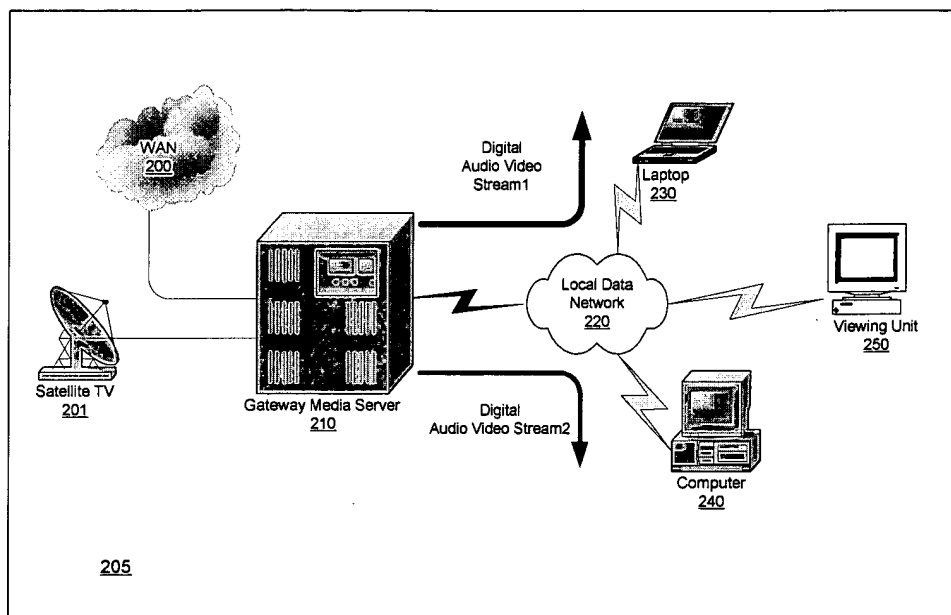 WAN
200
Digital
Audio Video
Stream1
Laptop
230
Local Data
Network
220
Viewing Unit
250
Satellite TV
201
Gateway Media Server
210
Digital
Audio Video Stream2
Computer
240
205